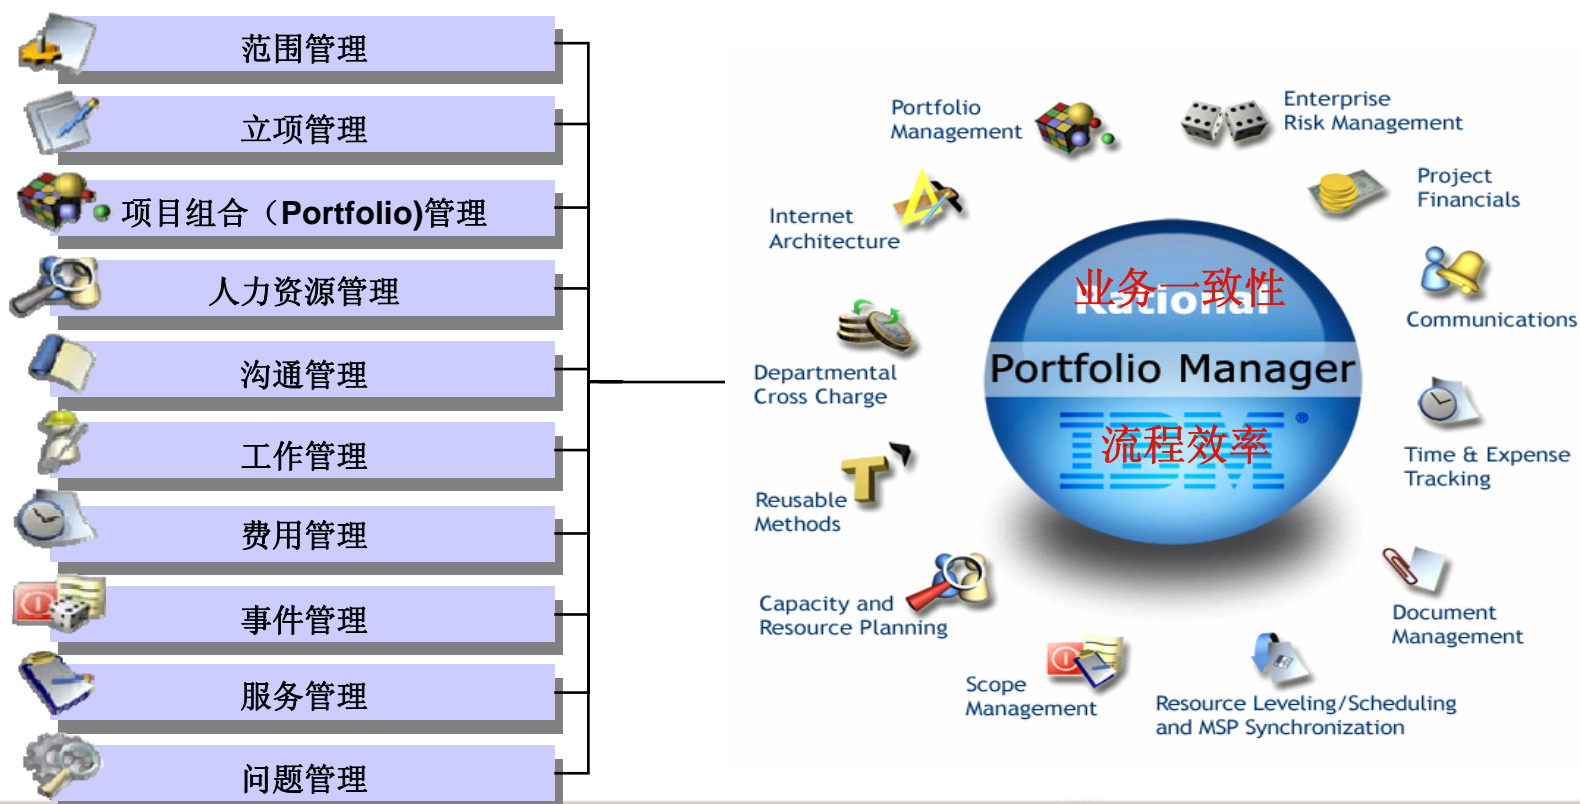 范围管理
立项管理
项目组合（Portfolio)管理
人力资源管理
沟通管理
工作管理
费用管理
事件管理
服务管理
问题管理
Portfolio
Management
Enterprise
Risk Management
Internet
Architecture
Project
Financials
Departmental
Cross Charge
Communications
Reusable
Methods
Time & Expense
Tracking
Capacity and
Resource Planning
Document
Management
Scope
Management
Resource Leveling/Scheduling
and MSP Synchronization
业务一致性
Rational
Portfolio Manager
流程效率
IBM®